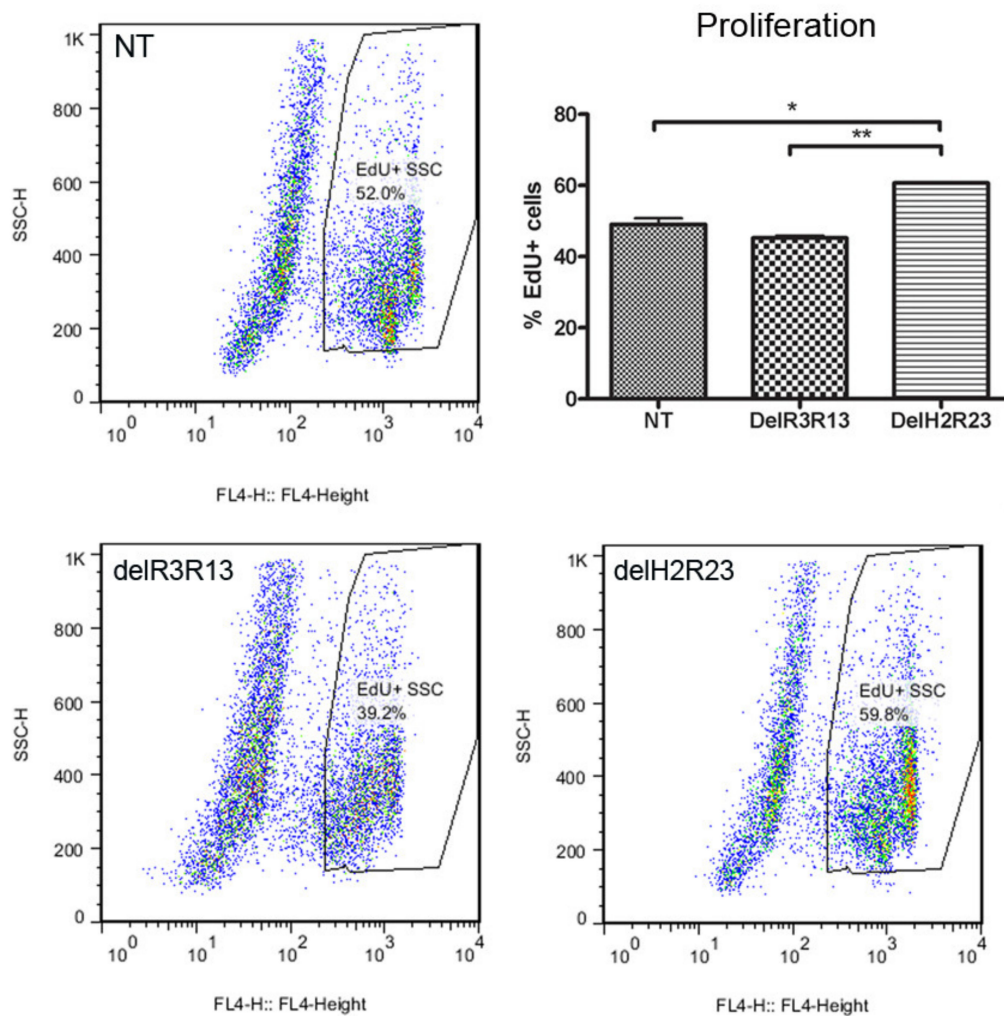 NT
1K
800
600
400
200
0
SSC-H
EdU+ SSC
52.0%
10^0 10^1 10^2 10^3 10^4
FL4-H:: FL4-Height
Proliferation
80
60
40
20
0
% EdU+ cells
*
**
NT DelR3R13 DelH2R23
delR3R13
1K
800
600
400
200
0
SSC-H
EdU+ SSC
39.2%
10^0 10^1 10^2 10^3 10^4
FL4-H:: FL4-Height
delH2R23
1K
800
600
400
200
0
SSC-H
EdU+ SSC
59.8%
10^0 10^1 10^2 10^3 10^4
FL4-H:: FL4-Height